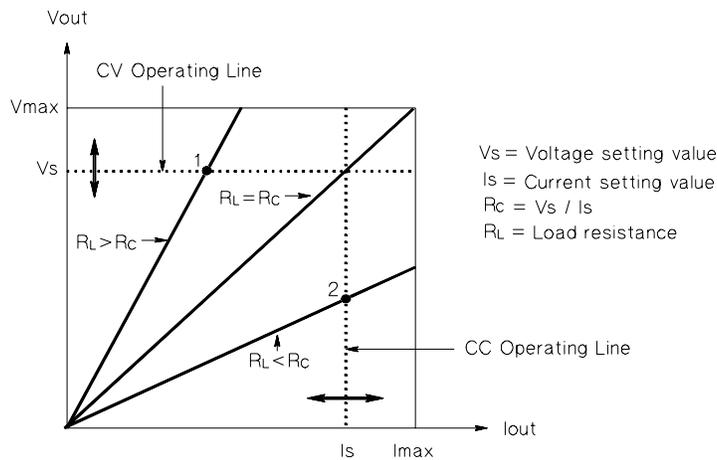 Vout
CV Operating Line
Vmax
1
Vs
RL=RC
RL>RC
2
RL<RC
Vs = Voltage setting value
Is = Current setting value
RC = Vs / Is
RL = Load resistance
CC Operating Line
Iout
Is
Imax